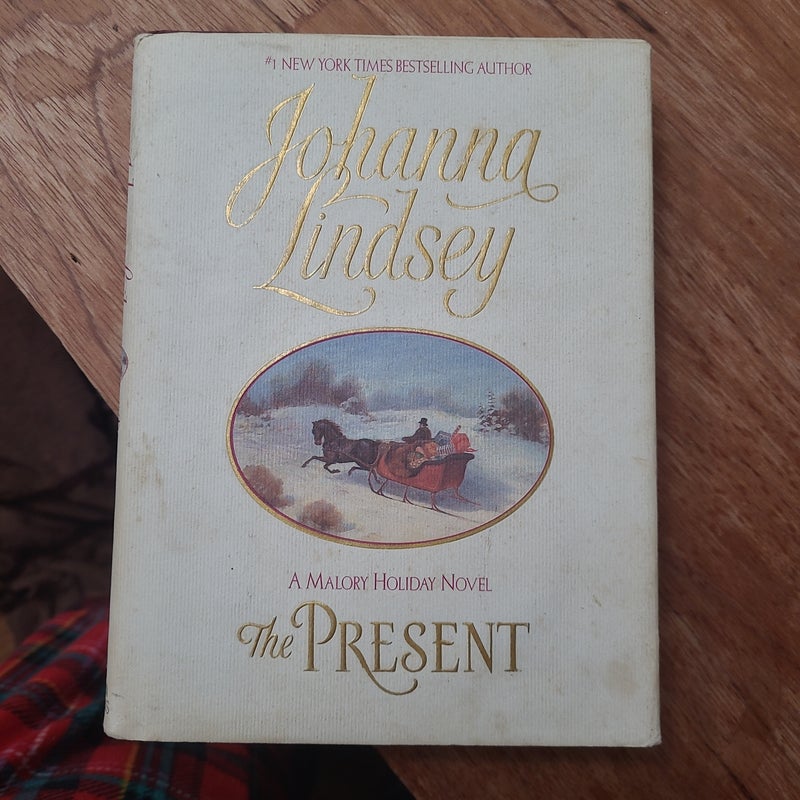 #1 NEW YORK TIMES BESTSELLING AUTHOR
Johanna
Lindsey
A MALORY HOLIDAY NOVEL
The PRESENT